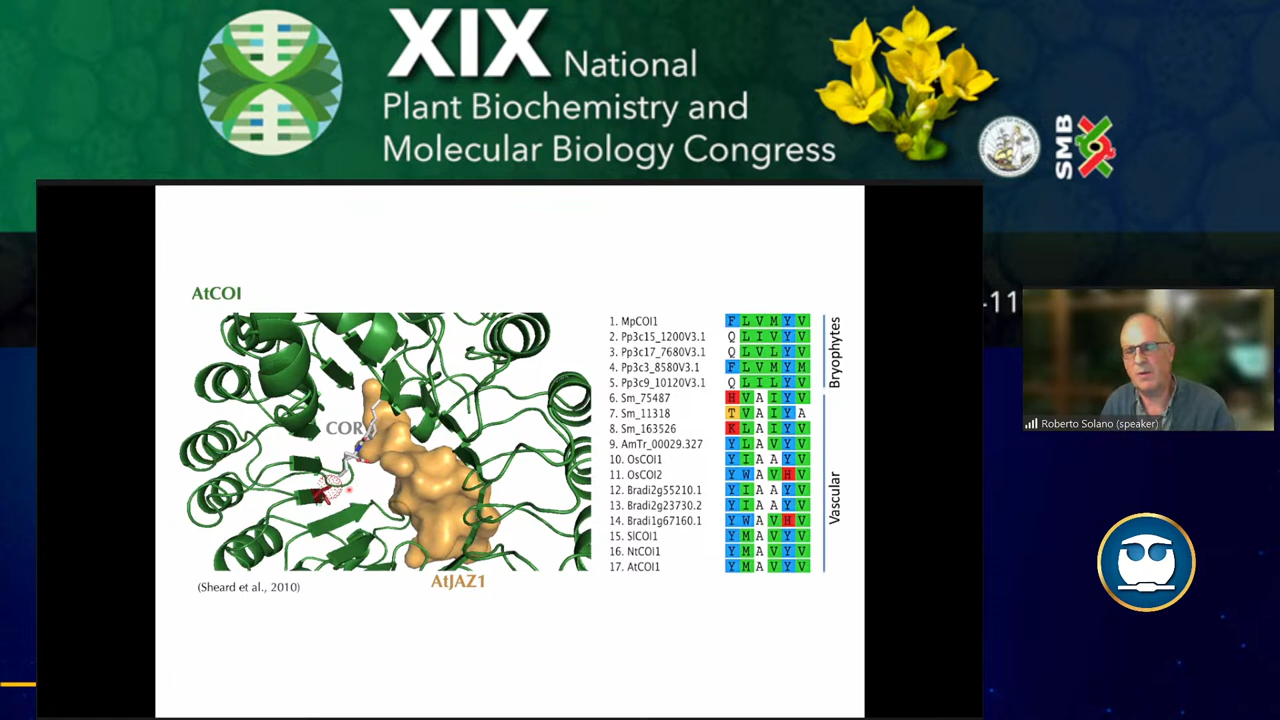 XIX National
Plant Biochemistry and
Molecular Biology Congress
SMB
AtCOI
COR
AtJAZ1
(Sheard et al., 2010)
1. MpCOI1 F L V M Y V
2. Pp3c15_1200V3.1 Q L I V Y V
3. Pp3c17_7680V3.1 Q L V L Y V
4. Pp3c3_8580V3.1 F L V M Y M
5. Pp3c9_10120V3.1 Q L I L Y V
6. Sm_75487 H V A I Y V
7. Sm_11318 T V A I Y A
8. Sm_163526 K L A I Y V
9. AmTr_00029.327 Y L A V Y V
10. OsCOI1 Y I A A Y V
11. OsCOI2 Y W A V H V
12. Bradi2g55210.1 Y I A A Y V
13. Bradi2g23730.2 Y I A A Y V
14. Bradi1g67160.1 Y W A V H V
15. SlCOI1 Y M A V Y V
16. NtCOI1 Y M A V Y V
17. AtCOI1 Y M A V Y V
Bryophytes
Vascular
-11
Roberto Solano (speaker)